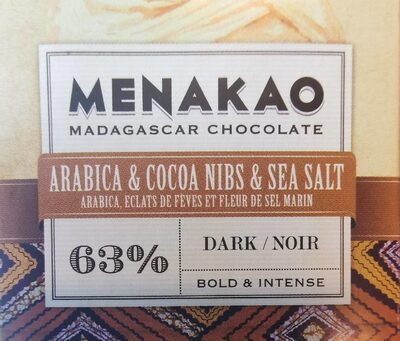 MENAKAO
MADAGASCAR CHOCOLATE
ARABICA & COCOA NIBS & SEA SALT
ARABICA, ECLATS DE FÈVES ET FLEUR DE SEL MARIN
63%
DARK / NOIR
BOLD & INTENSE